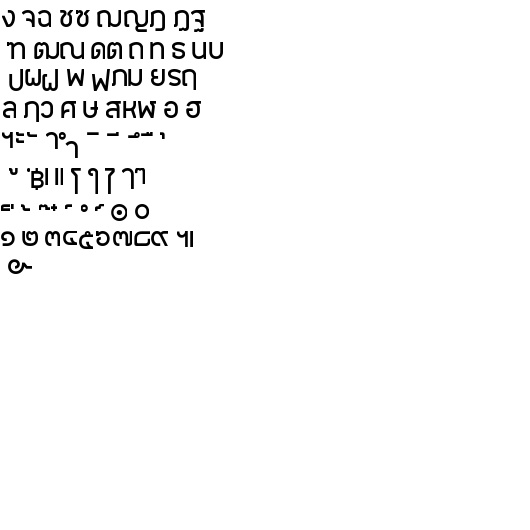 ง จฉ ชซ ฌญฎ ฏฐ
ฑ ฒณ ดต ถ ท ธ นบ
ปผฝ พ ฟภม ยรฤ
ล ฦว ศ ษ สหฬ อ ฮ
ฯะ ั าำ ิ ี ึ ื ุ
ู ฺ ฿เ แ โ ใ ไ ๅๆ
็ ่ ้ ๊ ๋ ์ ํ ๎ ๏ ๐
๑ ๒ ๓๔๕๖๗๘๙ ๚
๛